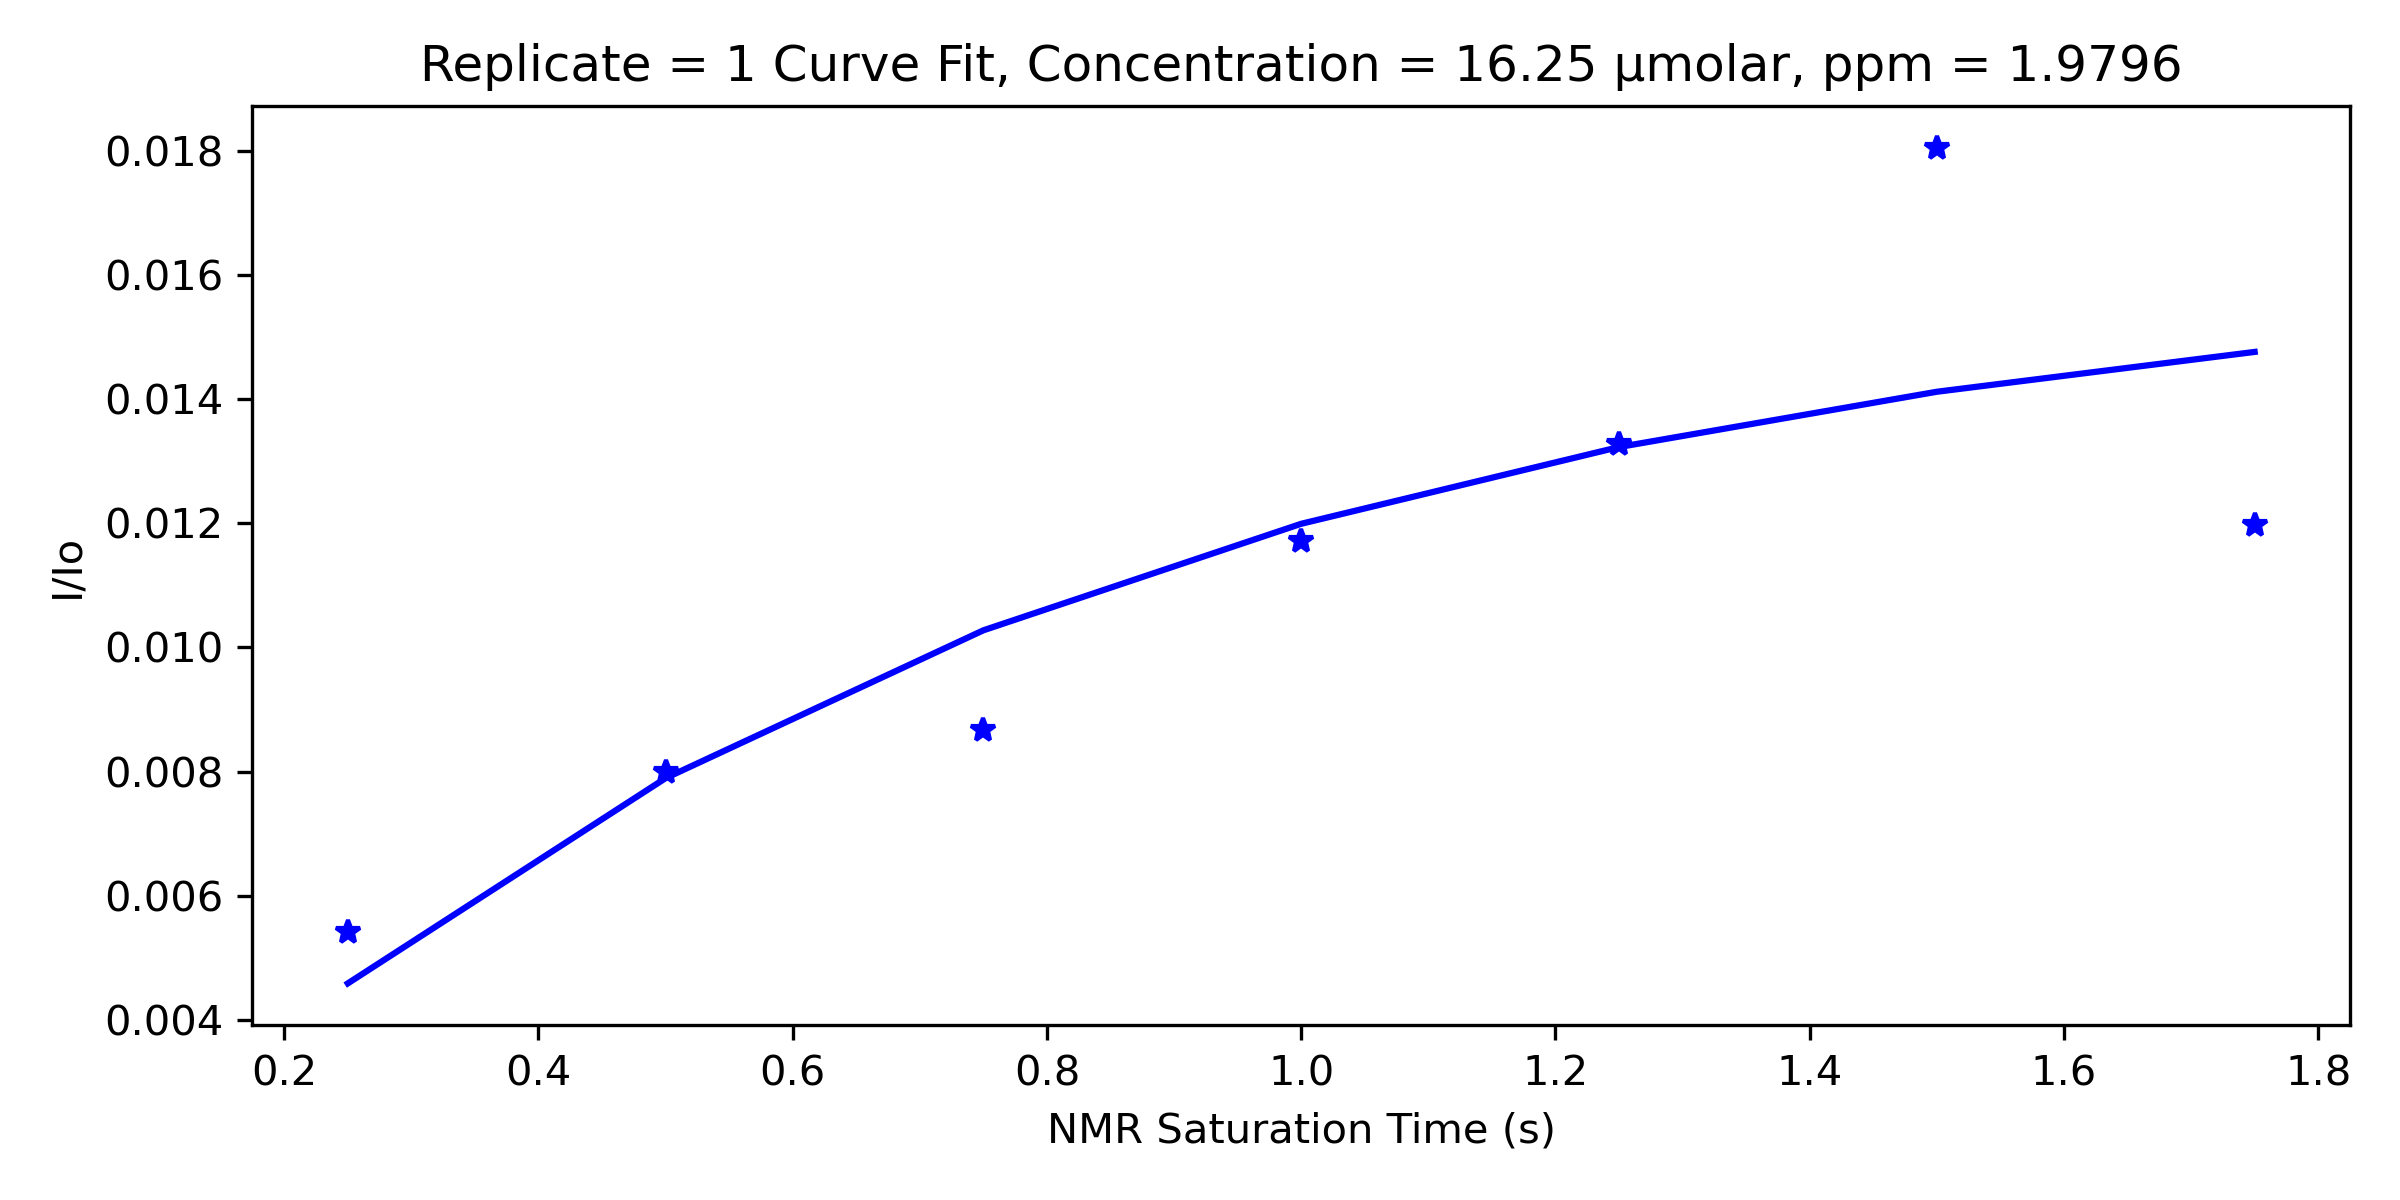 Replicate = 1 Curve Fit, Concentration = 16.25 μmolar, ppm = 1.9796
0.018
0.016
0.014
0.012
0.010
0.008
0.006
0.004
I/Io
0.2 0.4 0.6 0.8 1.0 1.2 1.4 1.6 1.8
NMR Saturation Time (s)